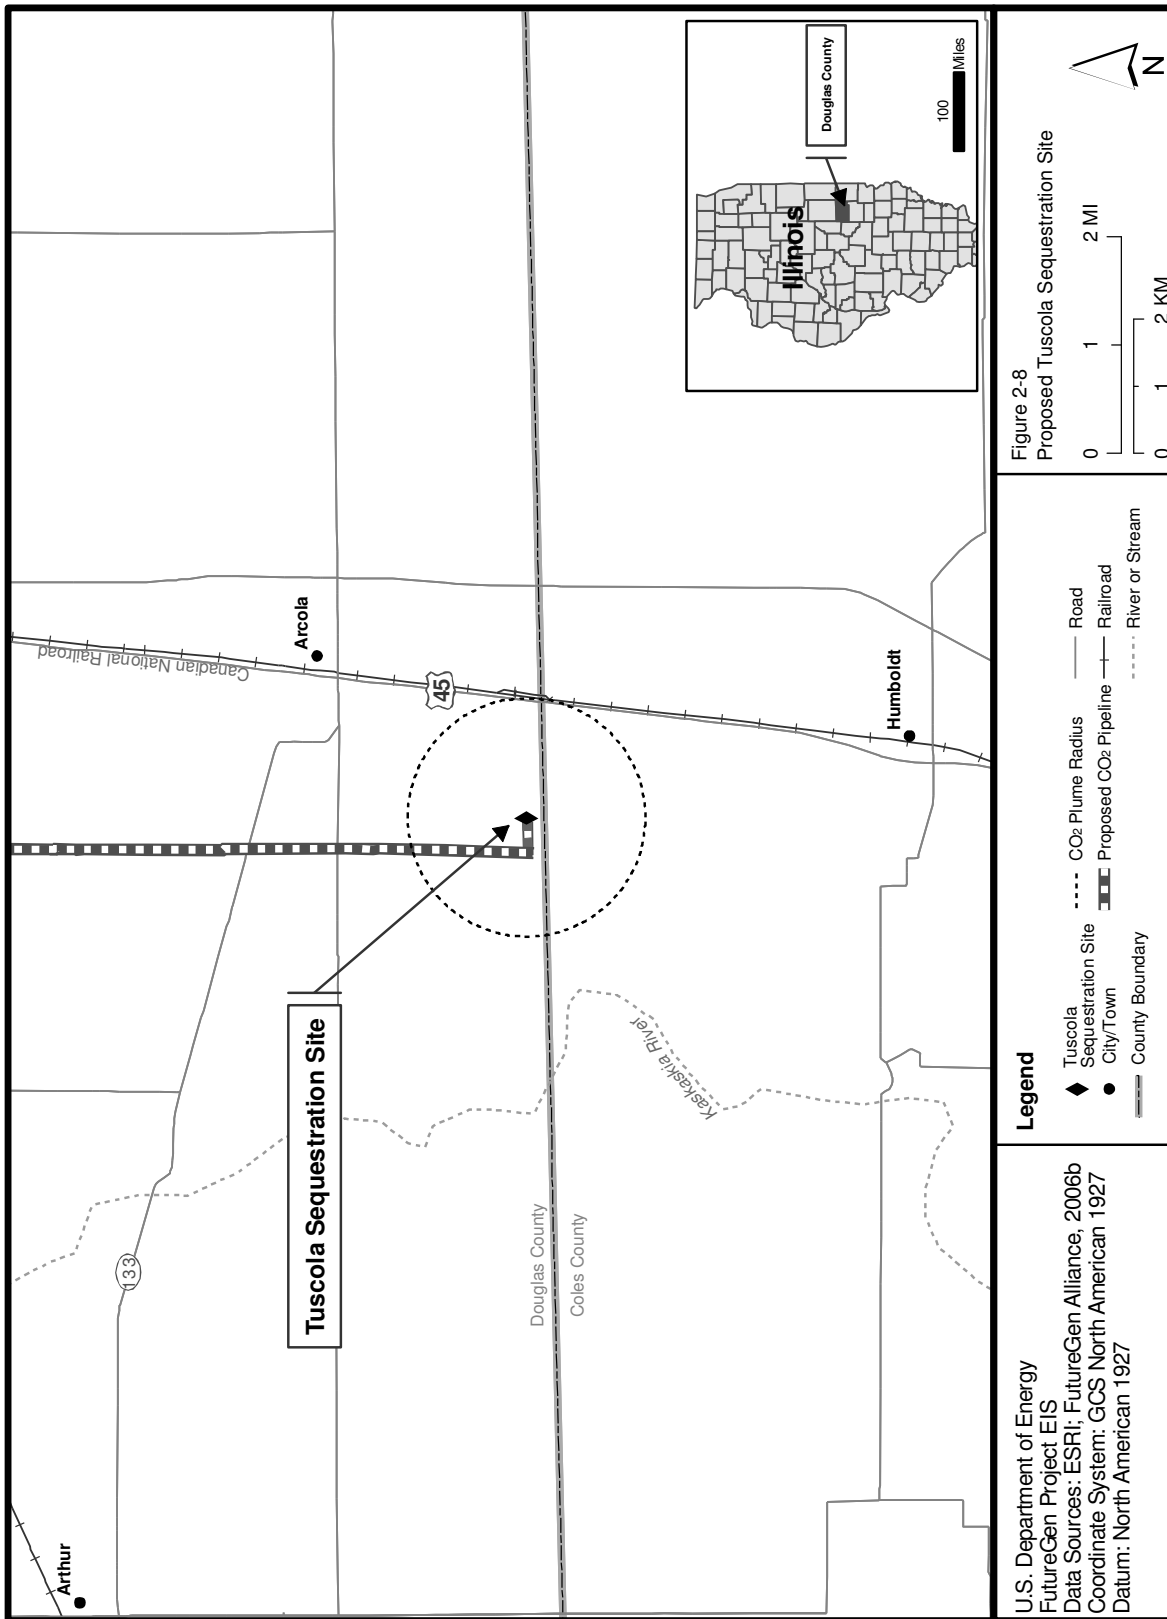 Arthur
133
Tuscola Sequestration Site
Canadian National Railroad
Arcola
45
Douglas County
Coles County
Kaskaskia River
Humboldt
Douglas County
Illinois
100
Miles
U.S. Department of Energy
FutureGen Project EIS
Data Sources: ESRI; FutureGen Alliance, 2006b
Coordinate System: GCS North American 1927
Datum: North American 1927
Legend
Tuscola
Sequestration Site
City/Town
County Boundary
CO2 Plume Radius
Proposed CO2 Pipeline
Road
Railroad
River or Stream
Figure 2-8
Proposed Tuscola Sequestration Site
0 1 2 MI
0 1 2 KM
N